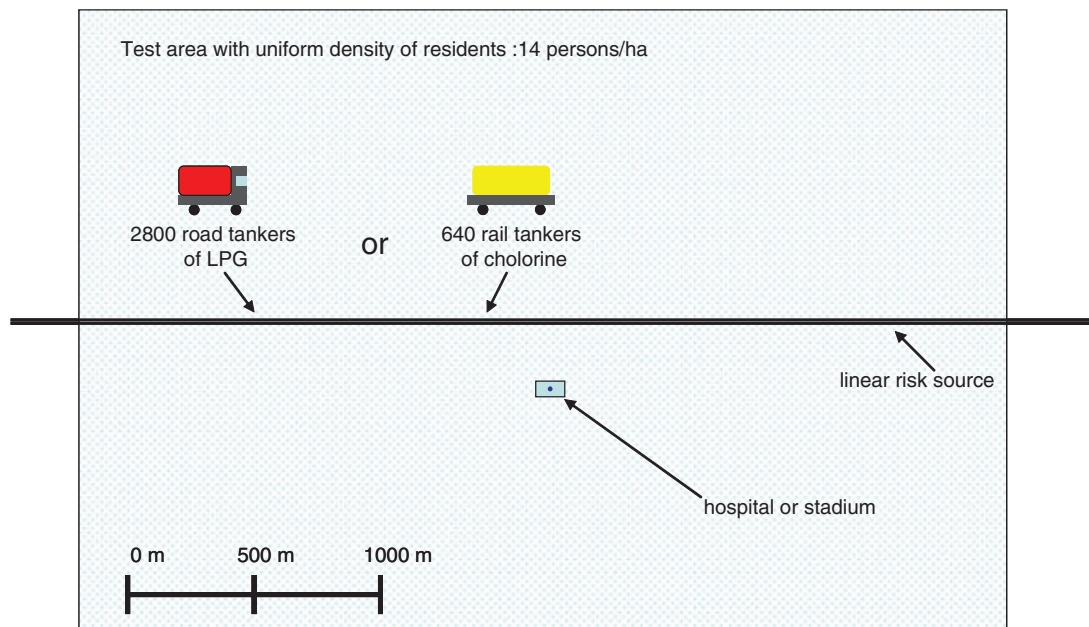 Test area with uniform density of residents :14 persons/ha
2800 road tankers
of LPG
or
640 rail tankers
of cholorine
linear risk source
hospital or stadium
0 m
500 m
1000 m